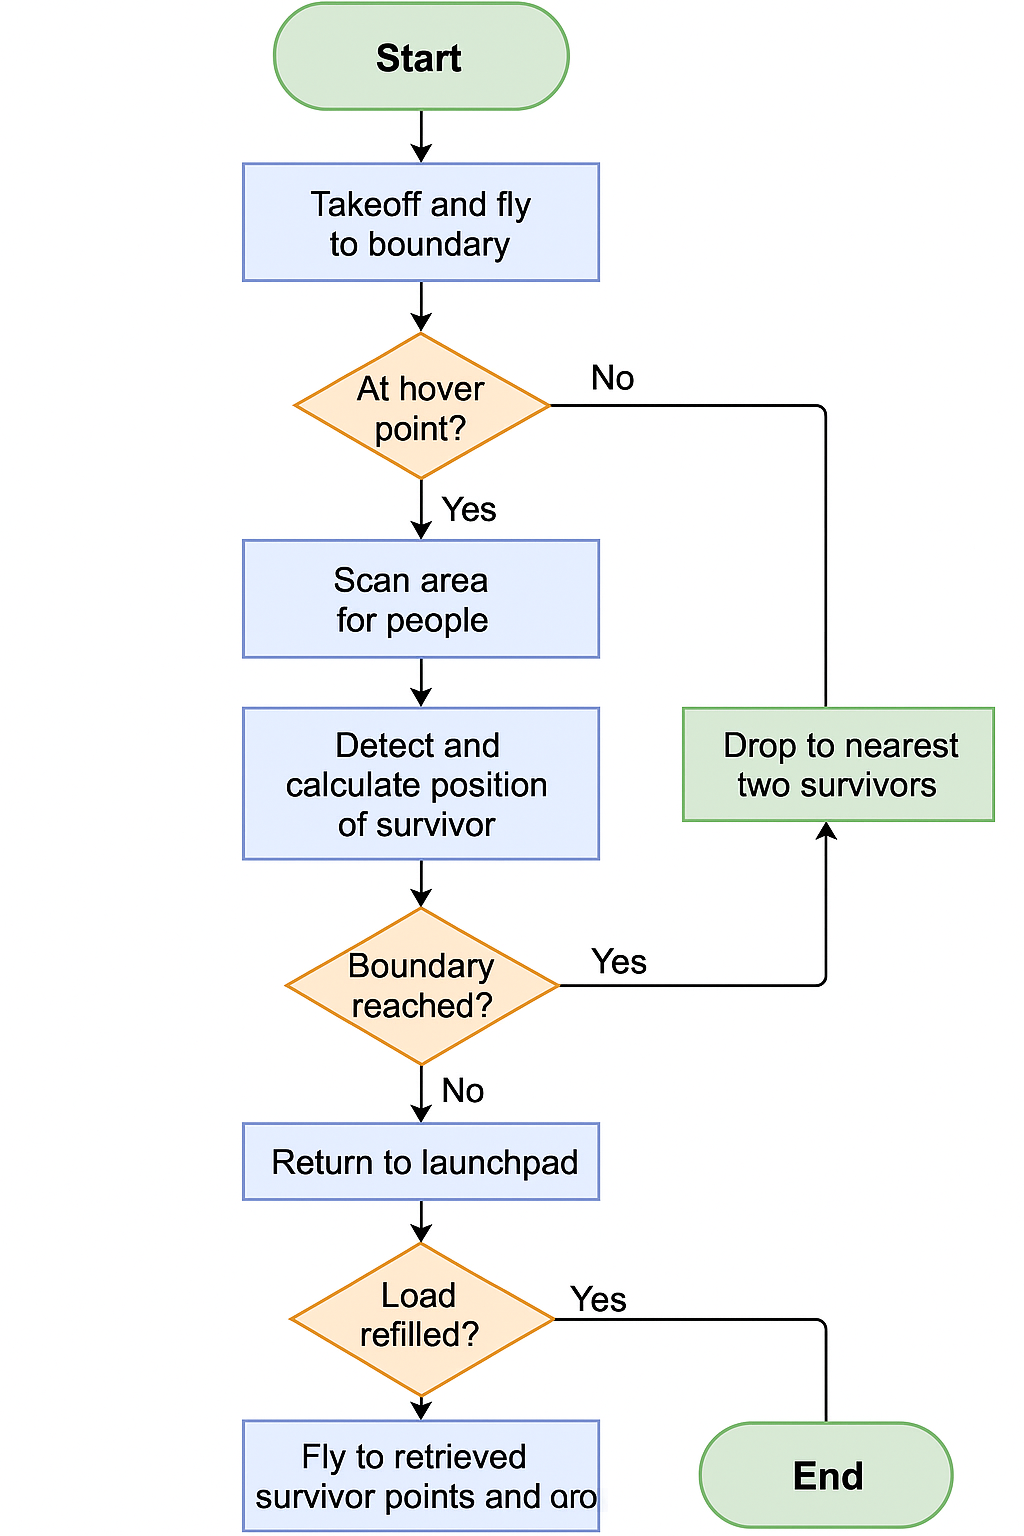 Start
Takeoff and fly
to boundary
At hover
point?
No
Yes
Scan area
for people
Detect and
calculate position
of survivor
Drop to nearest
two survivors
Boundary
reached?
Yes
No
Return to launchpad
Load
refilled?
Yes
Fly to retrieved
survivor points and
End